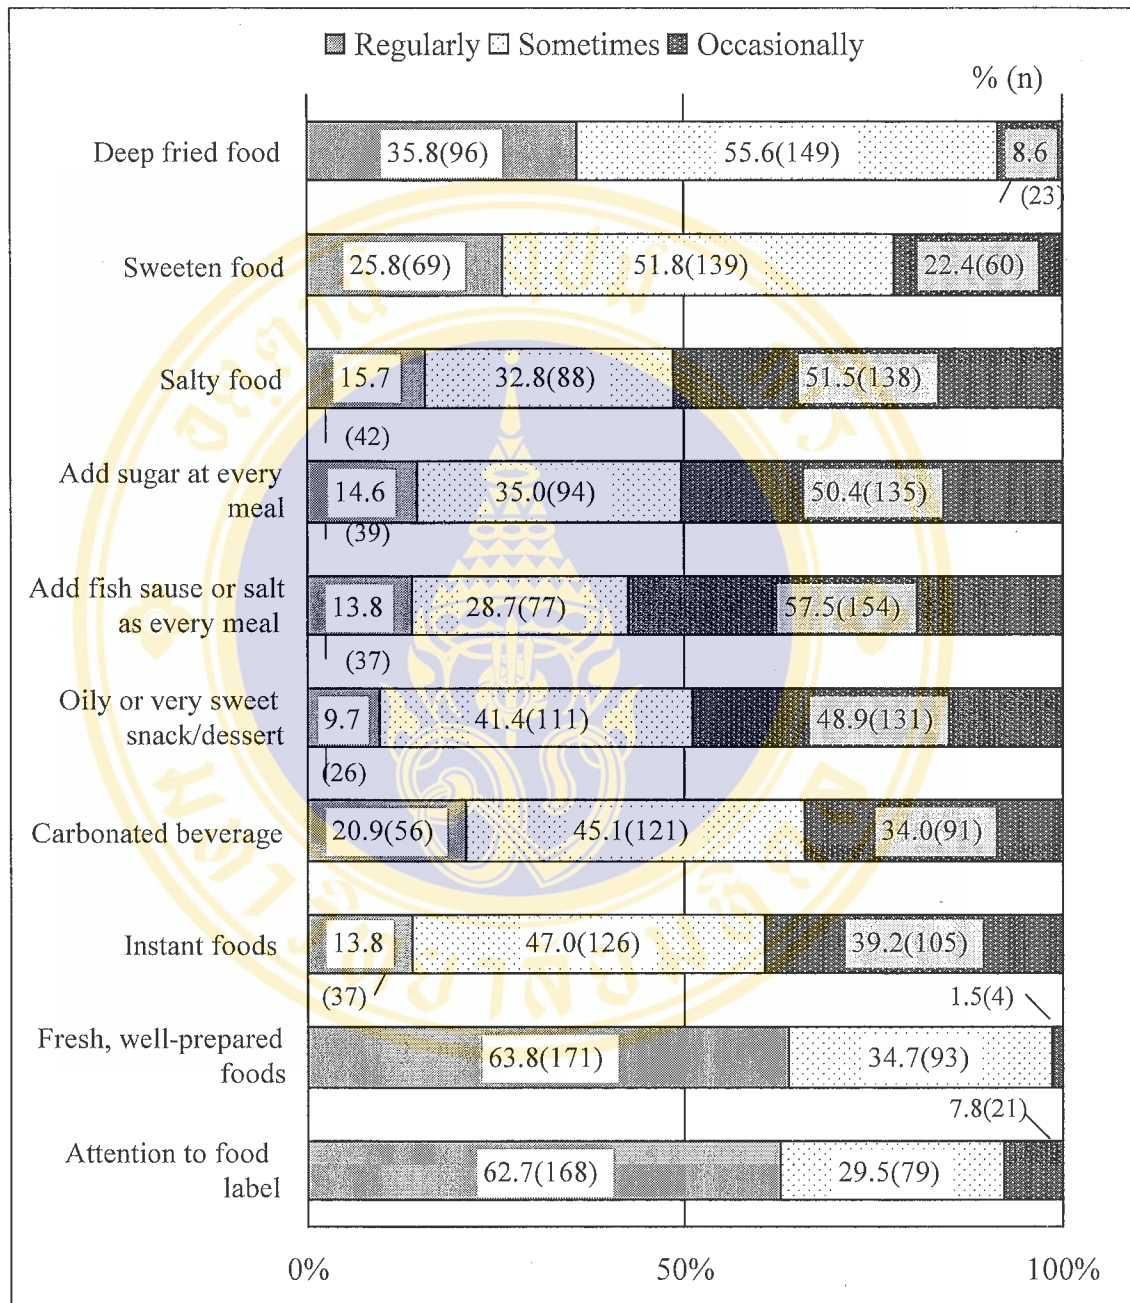 Regularly Sometimes Occasionally
% (n)
Deep fried food 35.8(96) 55.6(149) 8.6
(23)
Sweeten food 25.8(69) 51.8(139) 22.4(60)
Salty food 15.7 32.8(88) 51.5(138)
(42)
Add sugar at every
meal
14.6 35.0(94) 50.4(135)
(39)
Add fish sause or salt
as every meal
13.8 28.7(77) 57.5(154)
(37)
Oily or very sweet
snack/dessert
9.7 41.4(111) 48.9(131)
(26)
Carbonated beverage 20.9(56) 45.1(121) 34.0(91)
Instant foods 13.8 47.0(126) 39.2(105)
(37) 1.5(4)
Fresh, well-prepared
foods
63.8(171) 34.7(93)
7.8(21)
Attention to food
label
62.7(168) 29.5(79)
0% 50% 100%